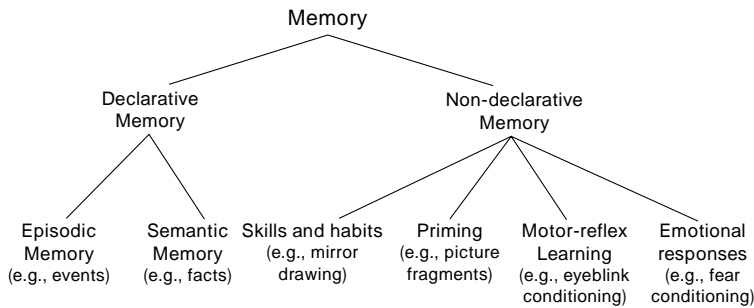 Memory
Declarative
Memory
Non-declarative
Memory
Episodic
Memory
(e.g., events)
Semantic
Memory
(e.g., facts)
Skills and habits
(e.g., mirror
drawing)
Priming
(e.g., picture
fragments)
Motor-reflex
Learning
(e.g., eyeblink
conditioning)
Emotional
responses
(e.g., fear
conditioning)